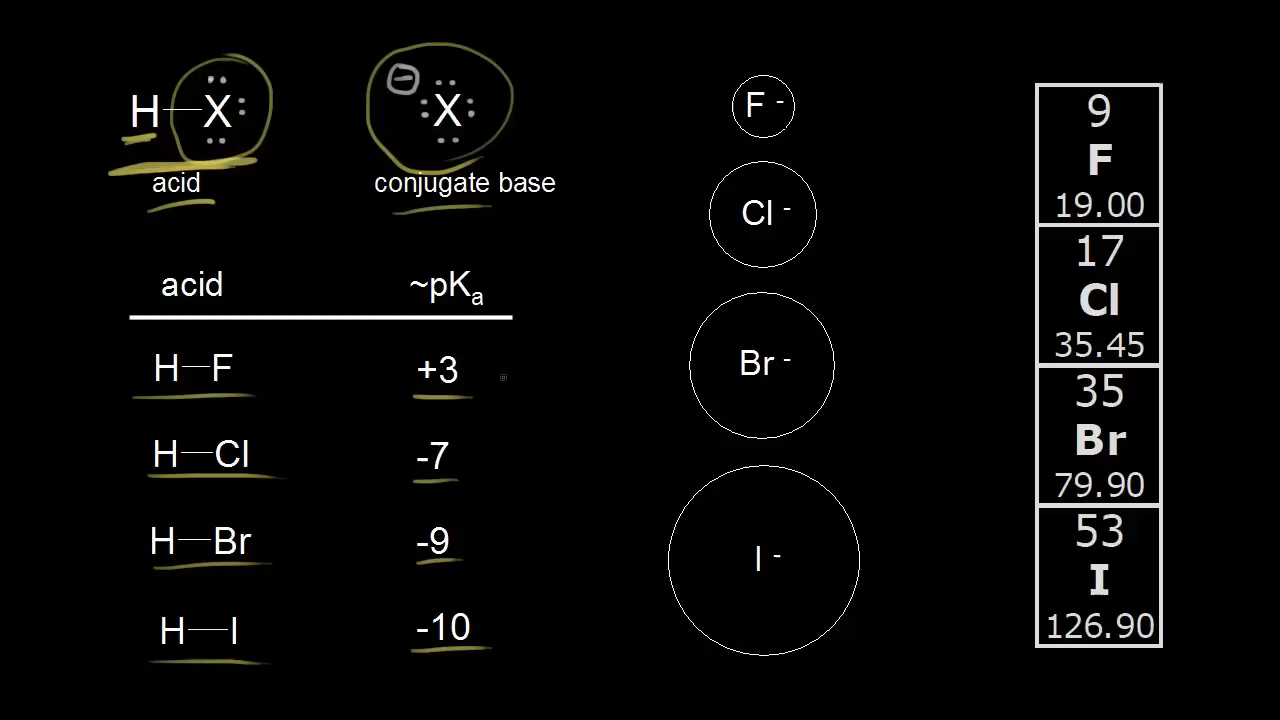 H—X
⊖ X
acid
conjugate base
acid
~pKa
H—F
+3
H—Cl
-7
H—Br
-9
H—I
-10
F -
Cl -
Br -
I -
9
F
19.00
17
Cl
35.45
35
Br
79.90
53
I
126.90